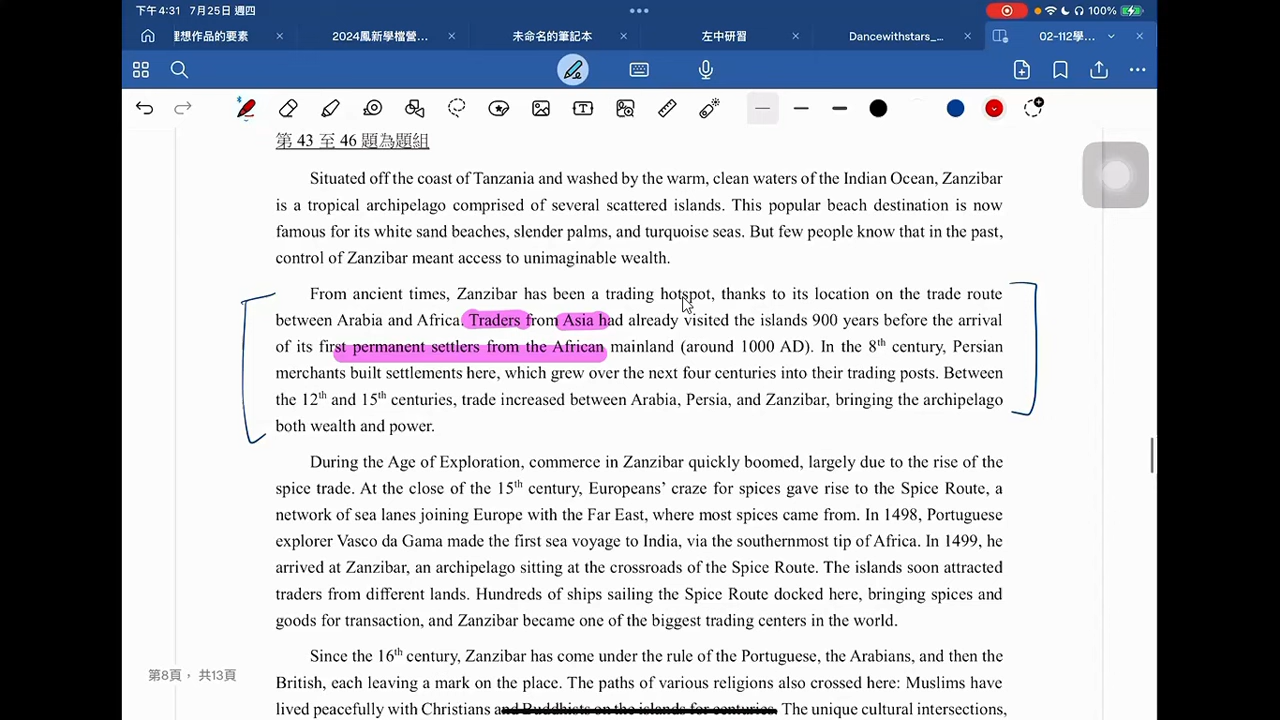 下午4:31 7月25日 週四
100%
理想作品的要素
2024鳳新學檔營...
未命名的筆記本
左中研習
Dancewithstars_...
02-112學...
第 43 至 46 題為題組
Situated off the coast of Tanzania and washed by the warm, clean waters of the Indian Ocean, Zanzibar
is a tropical archipelago comprised of several scattered islands. This popular beach destination is now
famous for its white sand beaches, slender palms, and turquoise seas. But few people know that in the past,
control of Zanzibar meant access to unimaginable wealth.
From ancient times, Zanzibar has been a trading hotspot, thanks to its location on the trade route
between Arabia and Africa. Traders from Asia had already visited the islands 900 years before the arrival
of its first permanent settlers from the African mainland (around 1000 AD). In the 8th century, Persian
merchants built settlements here, which grew over the next four centuries into their trading posts. Between
the 12th and 15th centuries, trade increased between Arabia, Persia, and Zanzibar, bringing the archipelago
both wealth and power.
During the Age of Exploration, commerce in Zanzibar quickly boomed, largely due to the rise of the
spice trade. At the close of the 15th century, Europeans’ craze for spices gave rise to the Spice Route, a
network of sea lanes joining Europe with the Far East, where most spices came from. In 1498, Portuguese
explorer Vasco da Gama made the first sea voyage to India, via the southernmost tip of Africa. In 1499, he
arrived at Zanzibar, an archipelago sitting at the crossroads of the Spice Route. The islands soon attracted
traders from different lands. Hundreds of ships sailing the Spice Route docked here, bringing spices and
goods for transaction, and Zanzibar became one of the biggest trading centers in the world.
Since the 16th century, Zanzibar has come under the rule of the Portuguese, the Arabians, and then the
British, each leaving a mark on the place. The paths of various religions also crossed here: Muslims have
lived peacefully with Christians and Buddhists on the islands for centuries. The unique cultural intersections,
第8頁， 共13頁